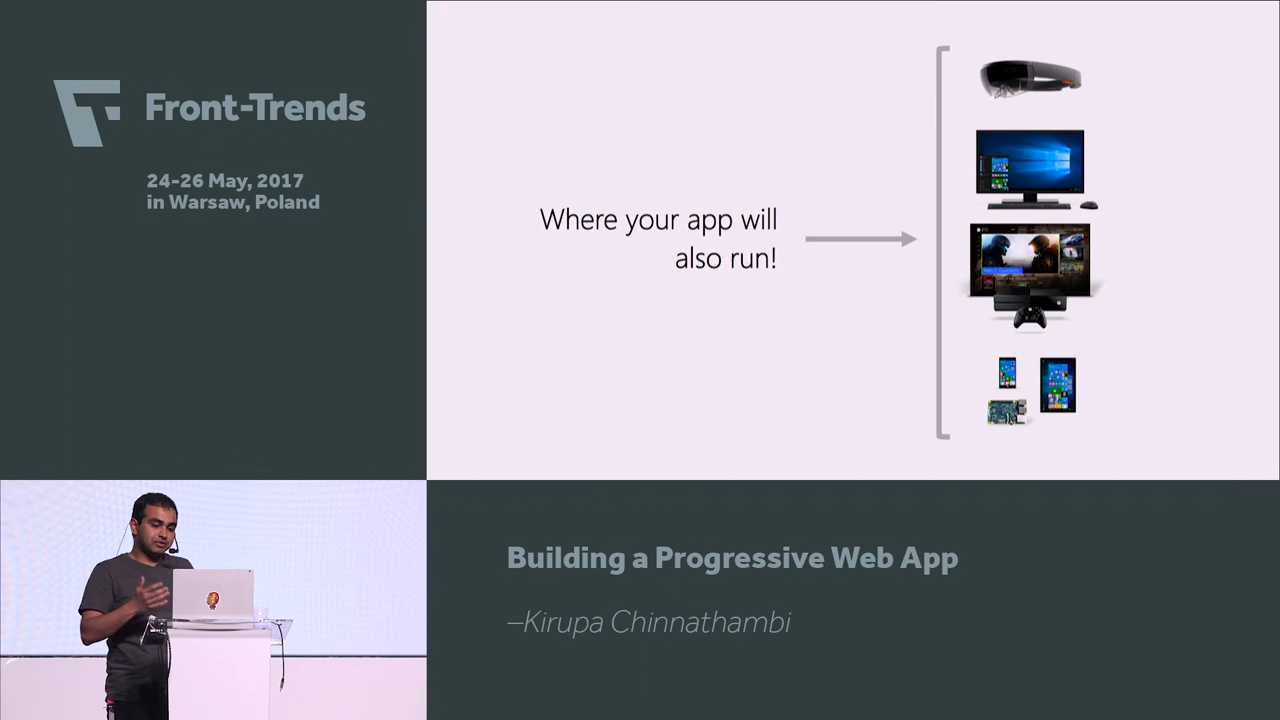 Front-Trends
24-26 May, 2017
in Warsaw, Poland
Where your app will
also run!
Building a Progressive Web App
–Kirupa Chinnathambi